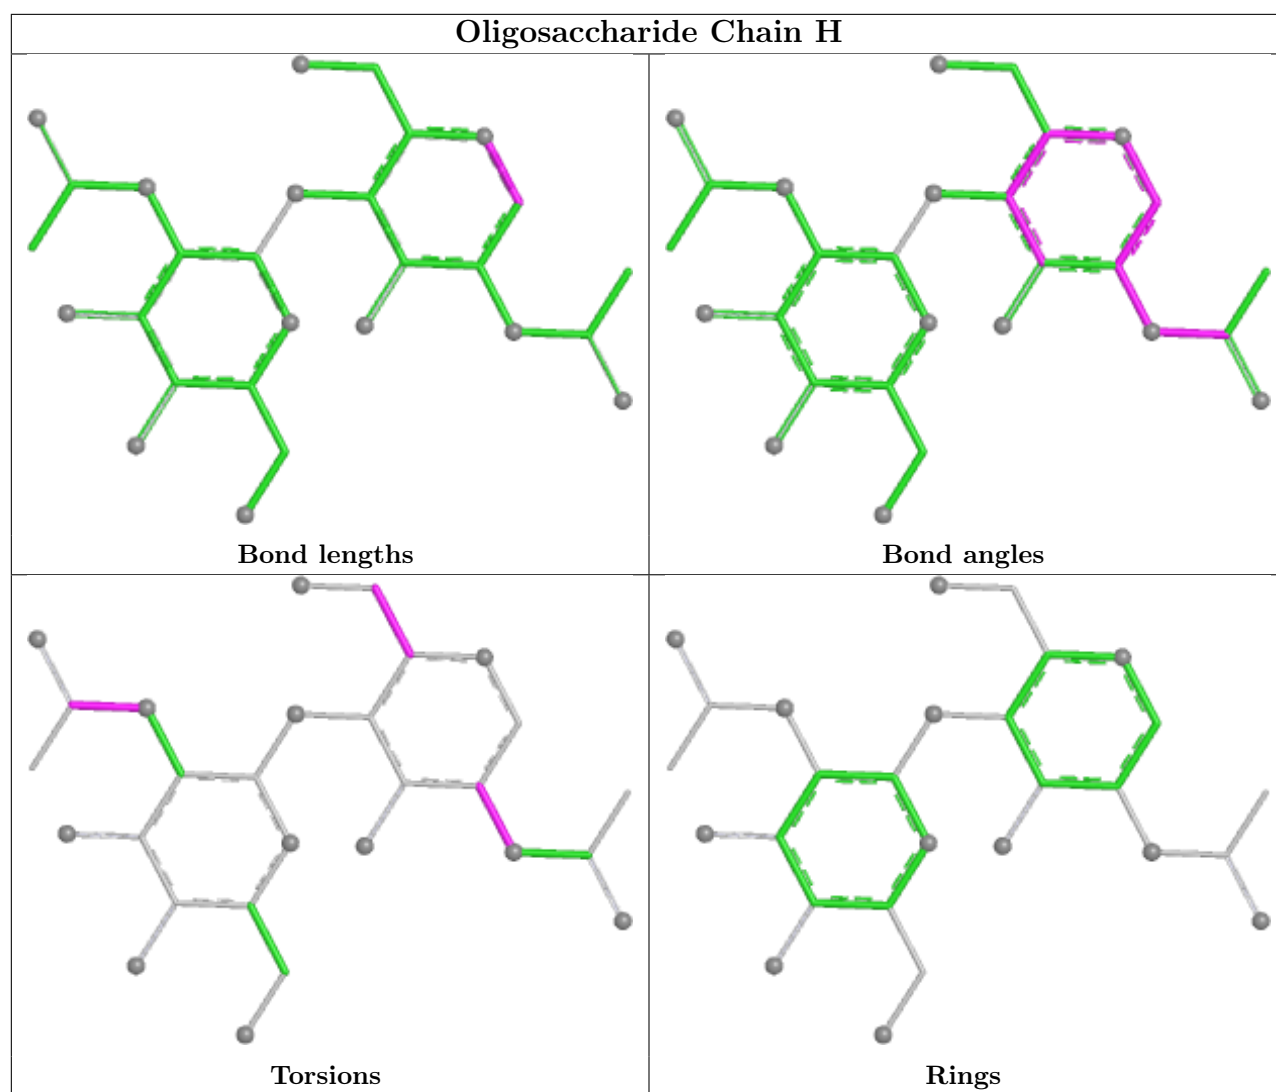 Oligosaccharide Chain H
Bond lengths
Bond angles
Torsions
Rings